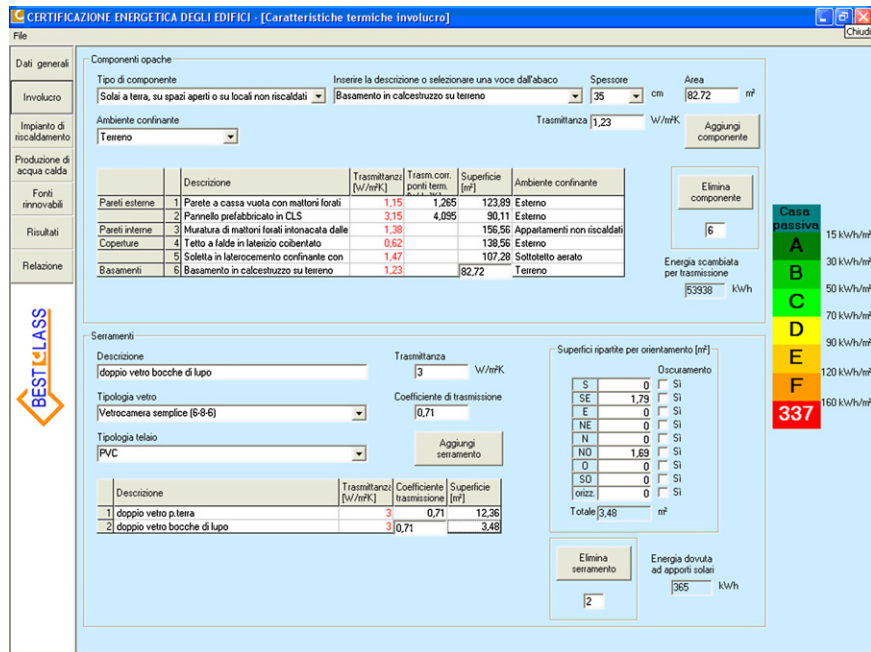 CERTIFICAZIONE ENERGETICA DEGLI EDIFICI - [Caratteristiche termiche involucro]
File
Chiudi
Dati generali
Involucro
Impianto di
riscaldamento
Produzione di
acqua calda
Fonti
rinnovabili
Risultati
Relazione
BEST CLASS
Componenti opache
Tipo di componente
Inserire la descrizione o selezionare una voce dall'abaco
Spessore
Area
Solai a terra, su spazi aperti o su locali non riscaldati
Basamento in calcestruzzo su terreno
35
cm
82.72
m²
Ambiente confinante
Trasmittanza 1,23 W/m²K
Terreno
Aggiungi
componente
Descrizione
Trasmittanza
[W/m²K]
Trasm.corr.
ponti term.
Superficie
[m²]
Ambiente confinante
Pareti esterne 1 Parete a cassa vuota con mattoni forati 1,15 1,265 123,89 Esterno
2 Pannello prefabbricato in CLS 3,15 4,095 90,11 Esterno
Pareti interne 3 Muratura di mattoni forati intonacata dalle 1,38 156,56 Appartamenti non riscaldati
Coperture 4 Tetto a falde in laterizio coibentato 0,62 138,56 Esterno
5 Soletta in laterocemento confinante con 1,47 107,28 Sottotetto aerato
Basamenti 6 Basamento in calcestruzzo su terreno 1,23 82,72 Terreno
Elimina
componente
6
Energia scambiata
per trasmissione
53938 kWh
Serramenti
Descrizione
doppio vetro bocche di lupo
Trasmittanza
3 W/m²K
Tipologia vetro
Vetrocamera semplice (6-8-6)
Coefficiente di trasmissione
0,71
Tipologia telaio
PVC
Aggiungi
serramento
Descrizione
Trasmittanza
[W/m²K]
Coefficiente
trasmissione
Superficie
[m²]
1 doppio vetro p.terra 3 0,71 12,36
2 doppio vetro bocche di lupo 3 0,71 3,48
Superfici ripartite per orientamento [m²]
Oscuramento
S 0 Sì
SE 1,79 Sì
E 0 Sì
NE 0 Sì
N 0 Sì
NO 1,69 Sì
O 0 Sì
SO 0 Sì
orizz. 0 Sì
Totale 3,48 m²
Elimina
serramento
2
Energia dovuta
ad apporti solari
365 kWh
Casa
passiva
15 kWh/m²
A
30 kWh/m²
B
50 kWh/m²
C
70 kWh/m²
D
90 kWh/m²
E
120 kWh/m²
F
160 kWh/m²
337